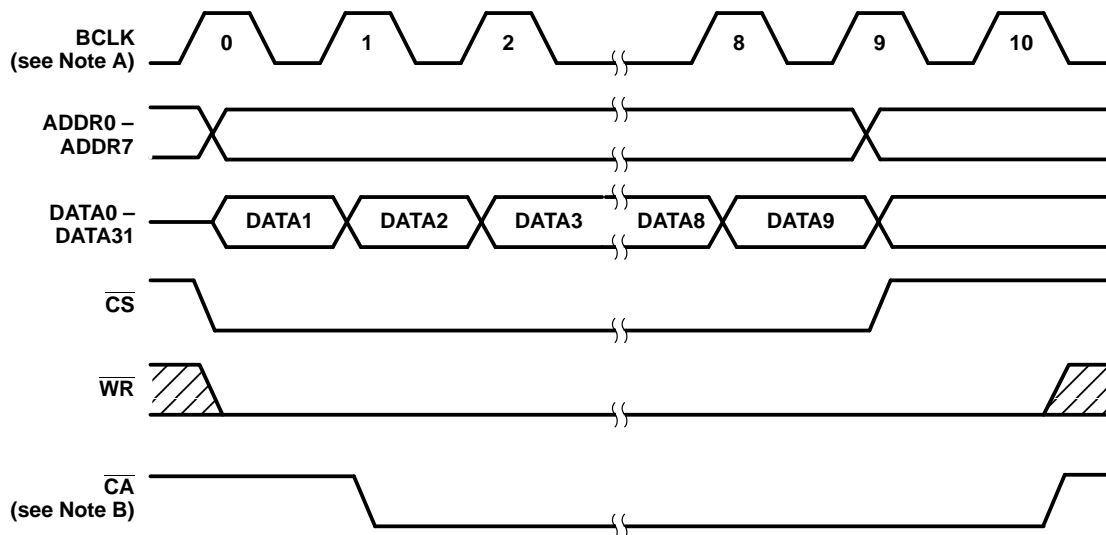 BCLK
(see Note A)
0 1 2 8 9 10
ADDR0 –
ADDR7
DATA0 –
DATA31
DATA1 DATA2 DATA3 DATA8 DATA9
CS
WR
CA
(see Note B)